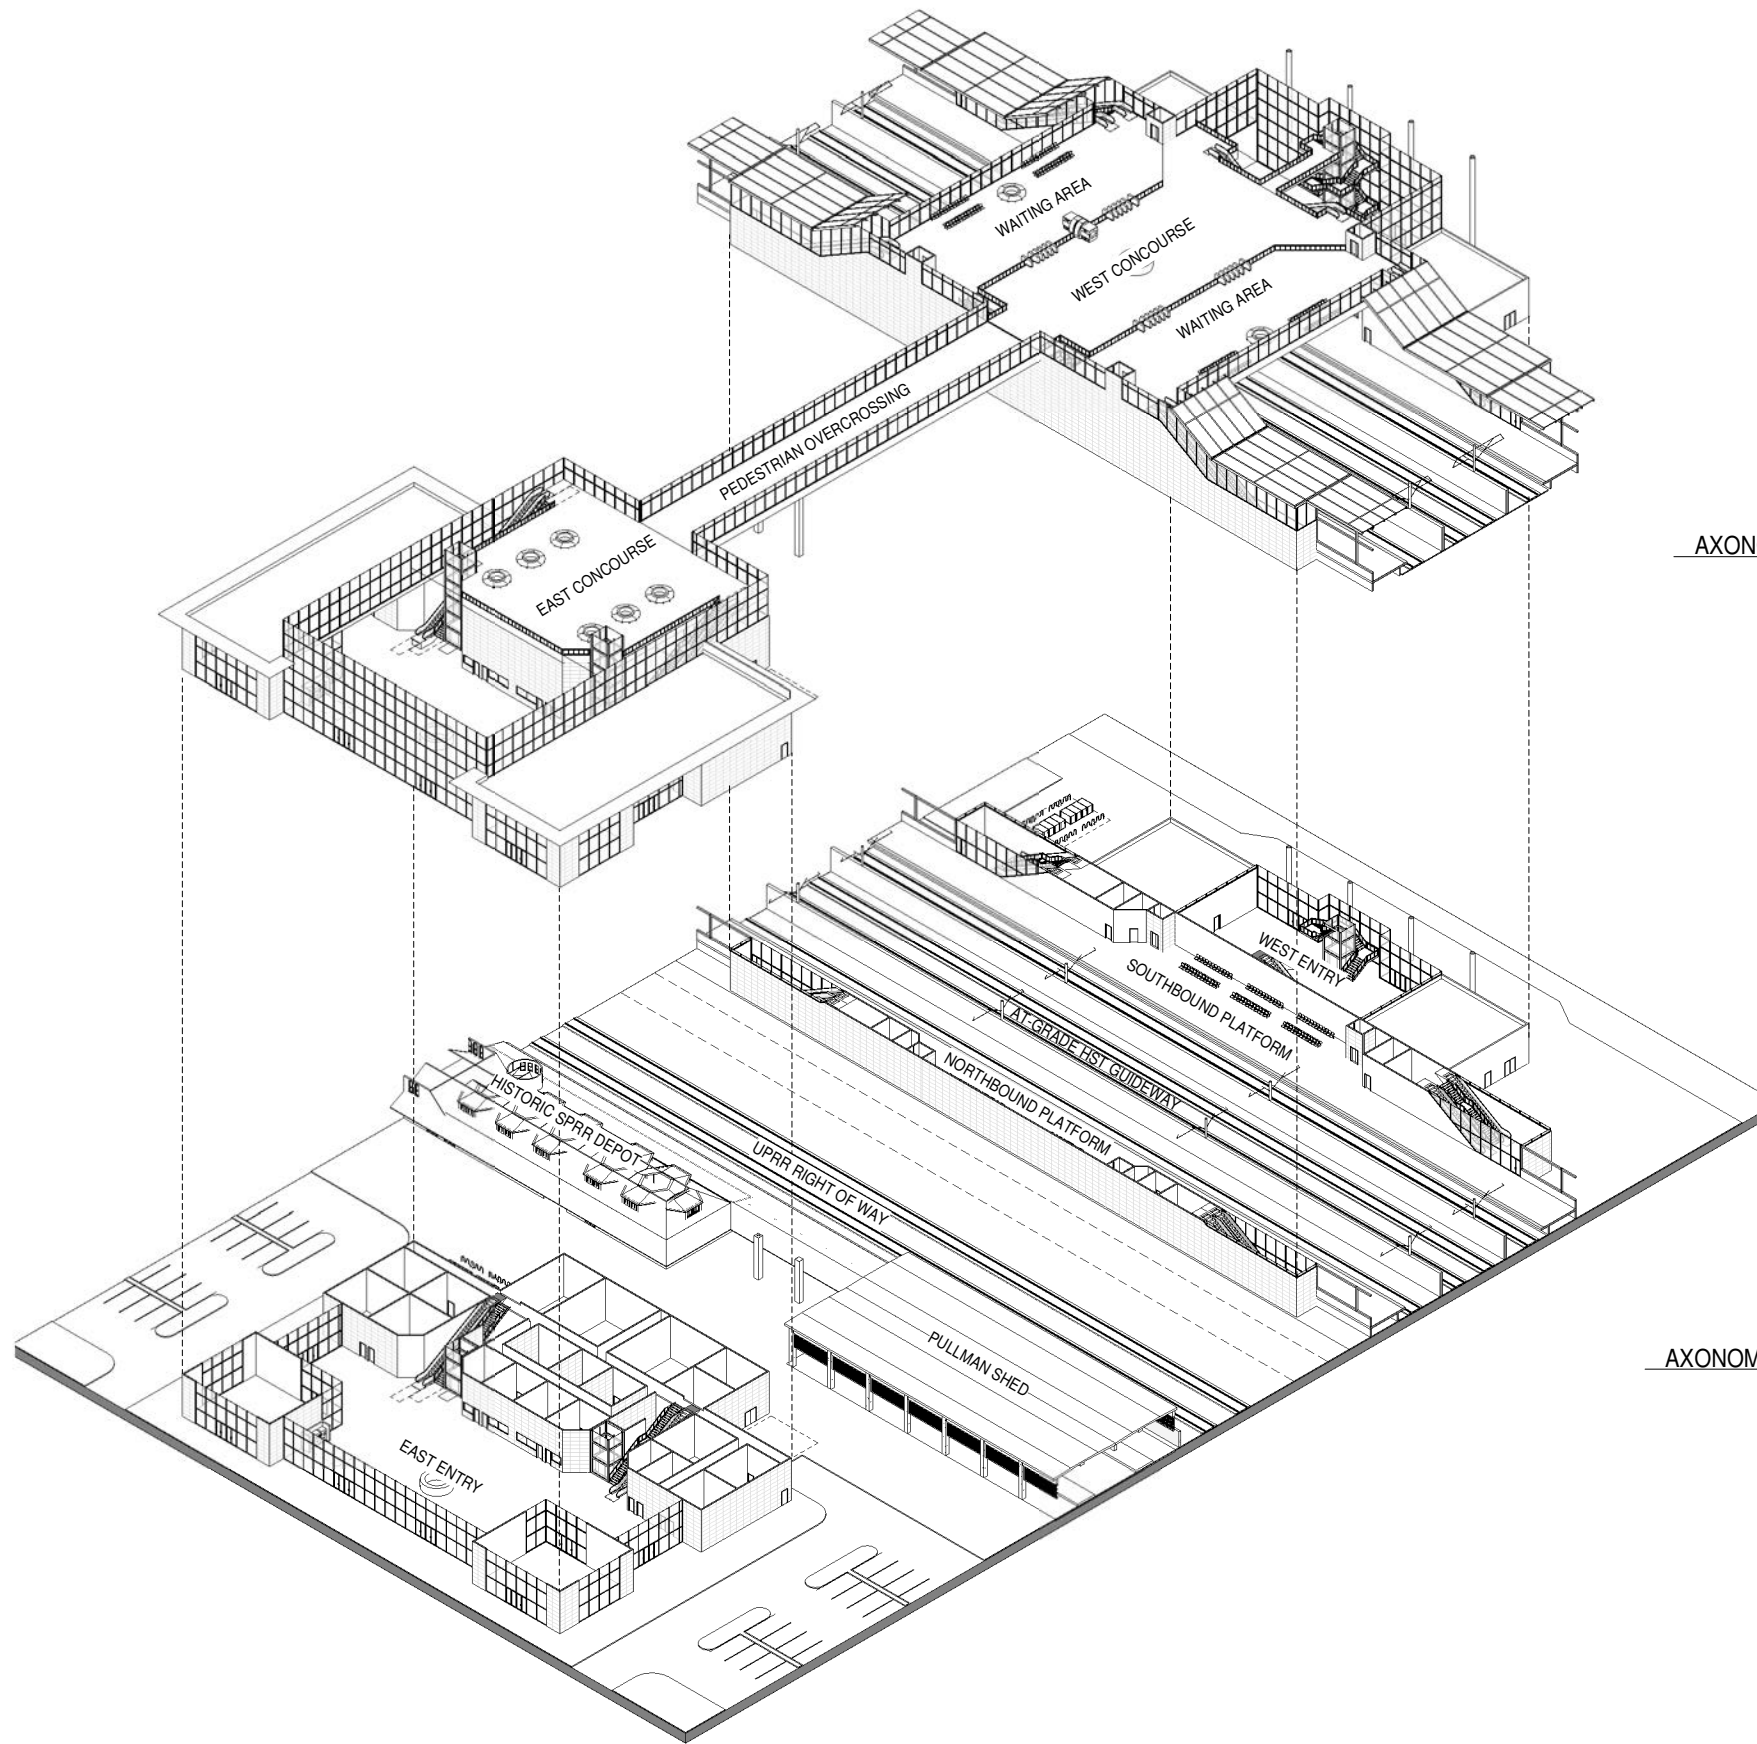 WAITING AREA
WEST CONCOURSE
WAITING AREA
PEDESTRIAN OVERCROSSING
AXON
EAST CONCOURSE
WEST ENTRY
SOUTHBOUND PLATFORM
AT-GRADE HST GUIDEWAY
NORTHBOUND PLATFORM
HISTORIC SPRR DEPOT
UPRR RIGHT OF WAY
PULLMAN SHED
AXONOM
EAST ENTRY